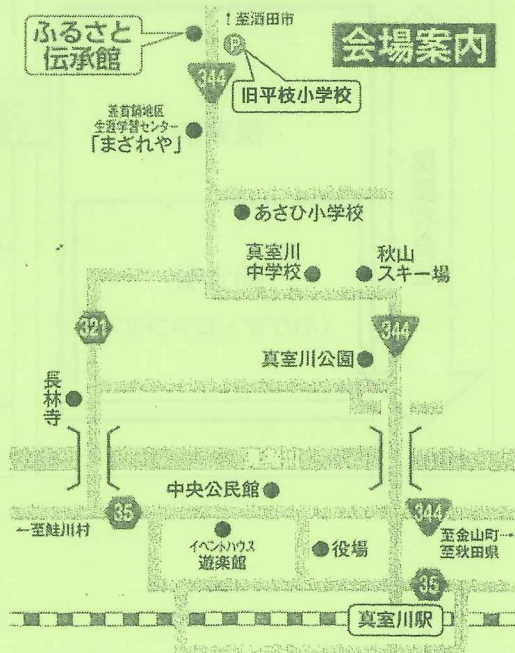 ↑至酒田市
ふるさと
伝承館
P
会場案内
344
旧平枝小学校
差首鍋地区
生涯学習センター
「まざれや」
あさひ小学校
真室川
中学校
秋山
スキー場
321
344
真室川公園
長林寺
中央公民館
35
344
←至鮭川村
イベントハウス
遊楽館
役場
至金山町→
至秋田県
35
真室川駅